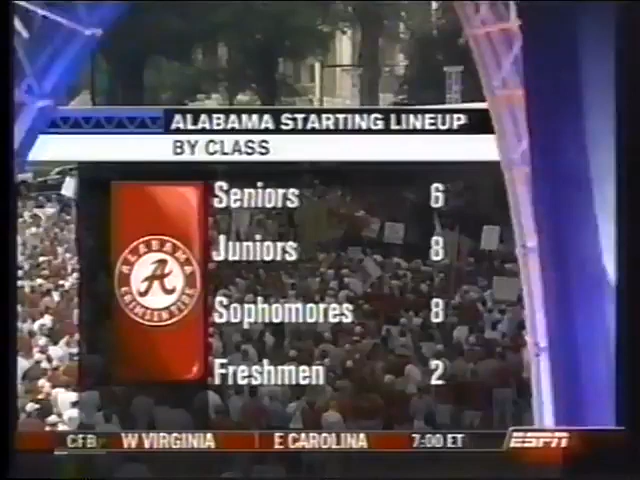 ALABAMA STARTING LINEUP
BY CLASS
Seniors 6
Juniors 8
Sophomores 8
Freshmen 2
ALABAMA
A
CRIMSON TIDE
CFB W VIRGINIA E CAROLINA 7:00 ET ESPN